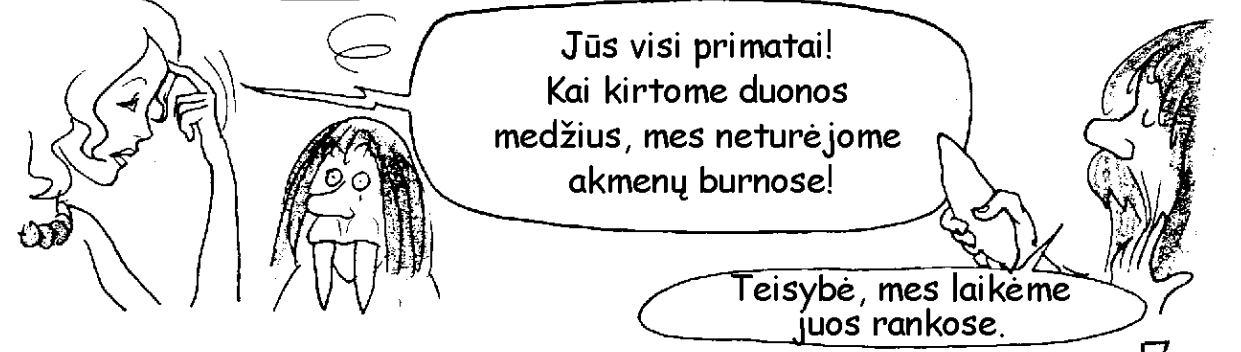 Jūs visi primatai!
Kai kirtome duonos
medžius, mes neturėjome
akmenų burnose!
Teisybė, mes laikėme
juos rankose.